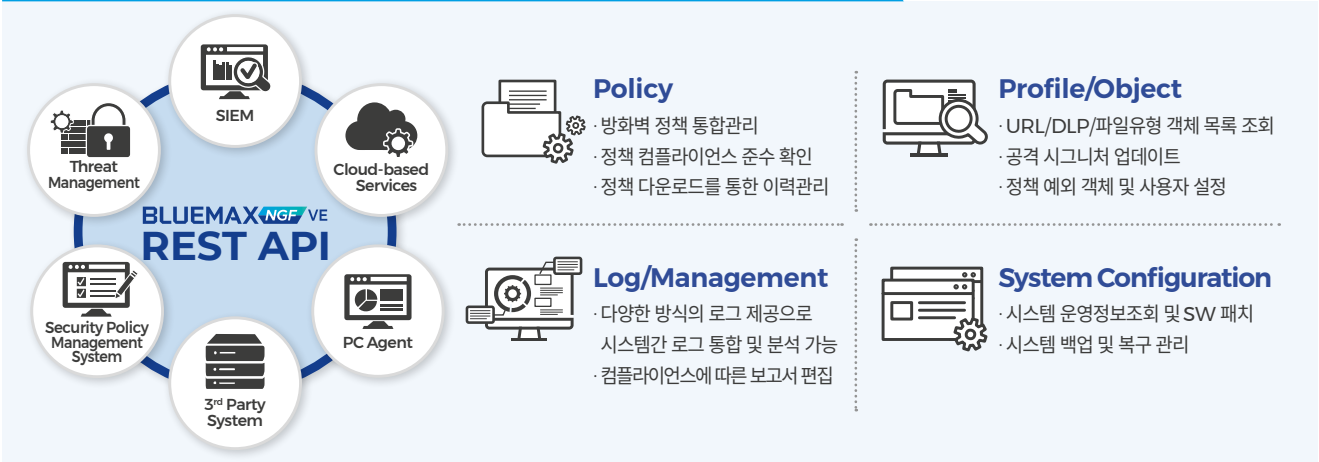 SIEM
Threat
Management
Cloud-based
Services
BLUEMAX NGF VE
REST API
Security Policy
Management
System
PC Agent
3rd Party
System
Policy
· 방화벽 정책 통합관리
· 정책 컴플라이언스 준수 확인
· 정책 다운로드를 통한 이력관리
Profile/Object
· URL/DLP/파일유형 객체 목록 조회
· 공격 시그니처 업데이트
· 정책 예외 객체 및 사용자 설정
Log/Management
· 다양한 방식의 로그 제공으로
시스템간 로그 통합 및 분석 가능
· 컴플라이언스에 따른 보고서 편집
System Configuration
· 시스템 운영정보조회 및 SW 패치
· 시스템 백업 및 복구 관리